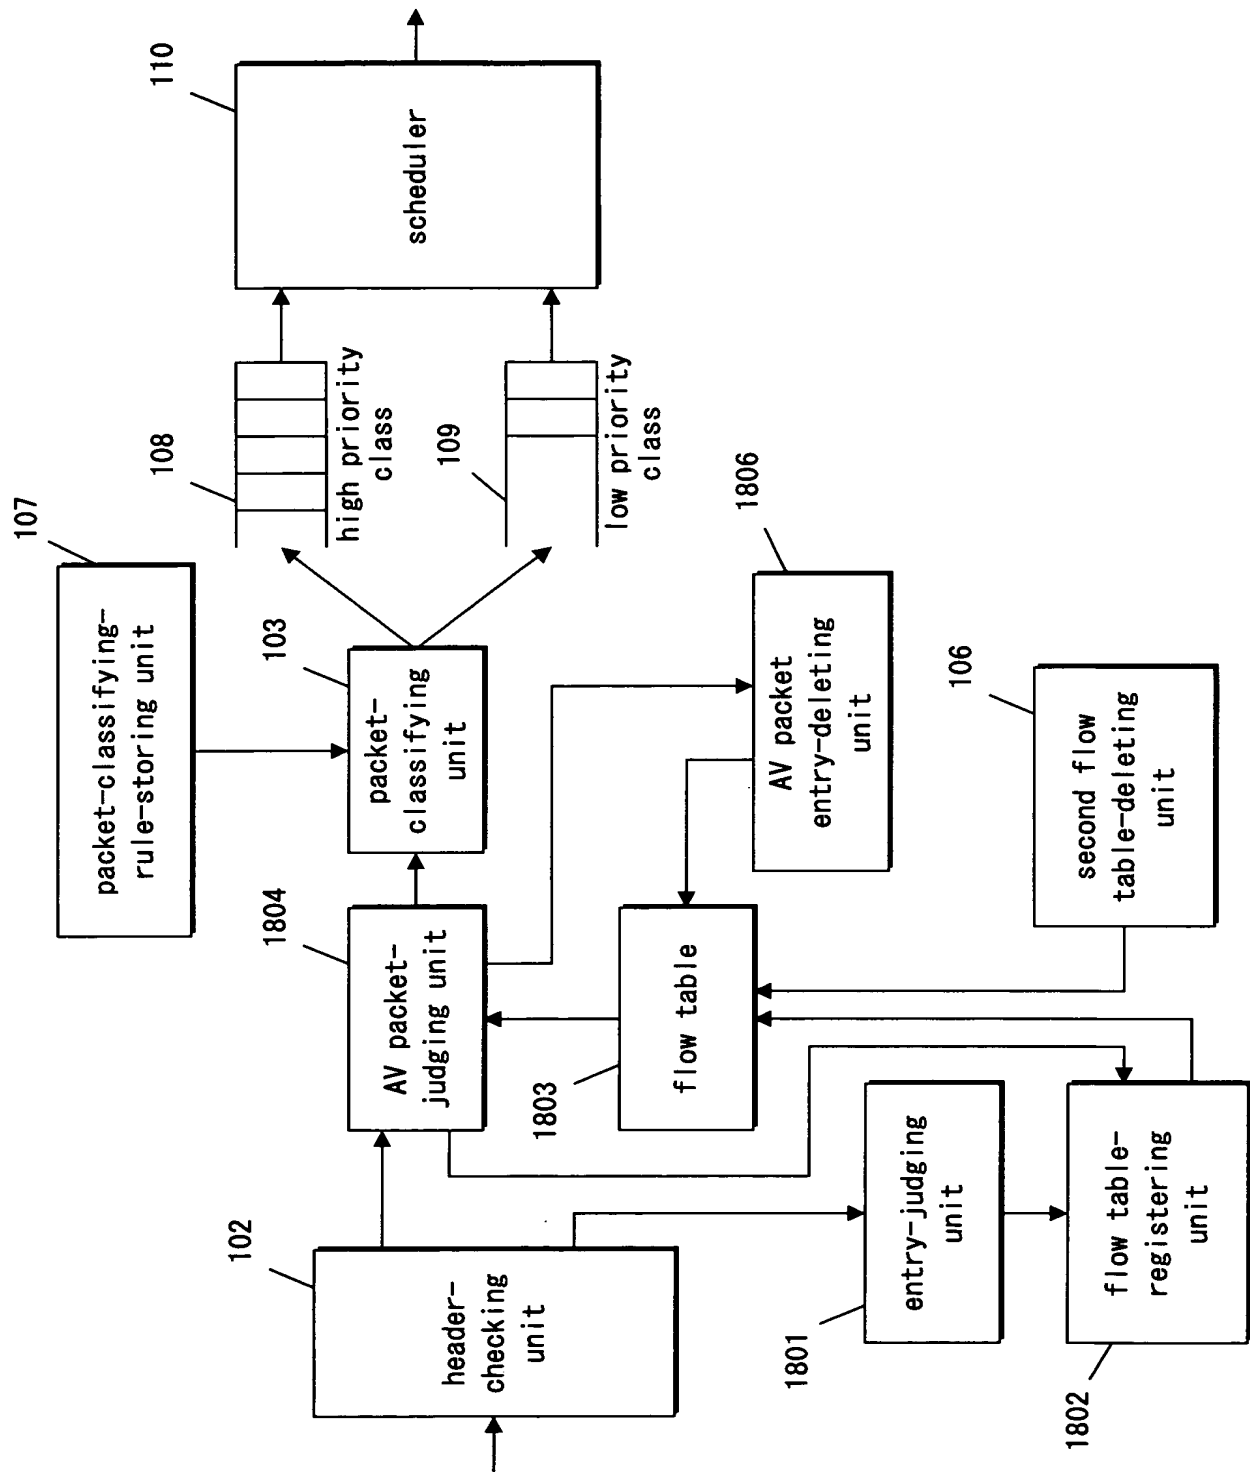 107
packet-classifying-
rule-storing unit
110
scheduler
108
high priority
class
109
low priority
class
103
packet-
classifying
unit
1804
AV packet-
judging unit
102
header-
checking
unit
1803
flow table
1806
AV packet
entry-deleting
unit
1801
entry-judging
unit
106
second flow
table-deleting
unit
1802
flow table-
registering
unit